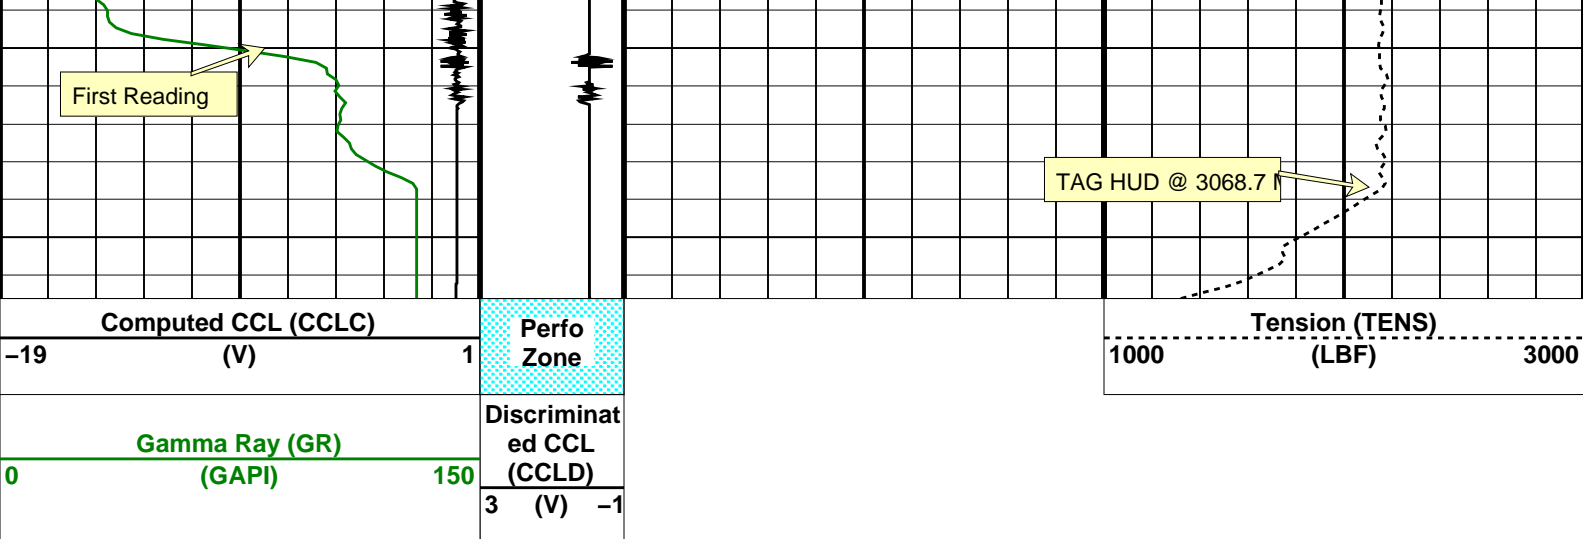 First Reading
TAG HUD @ 3068.7
Computed CCL (CCLC)
−19 (V) 1
Perfo
Zone
Tension (TENS)
1000 (LBF) 3000
Gamma Ray (GR)
0 (GAPI) 150
Discriminat
ed CCL
(CCLD)
3 (V) −1